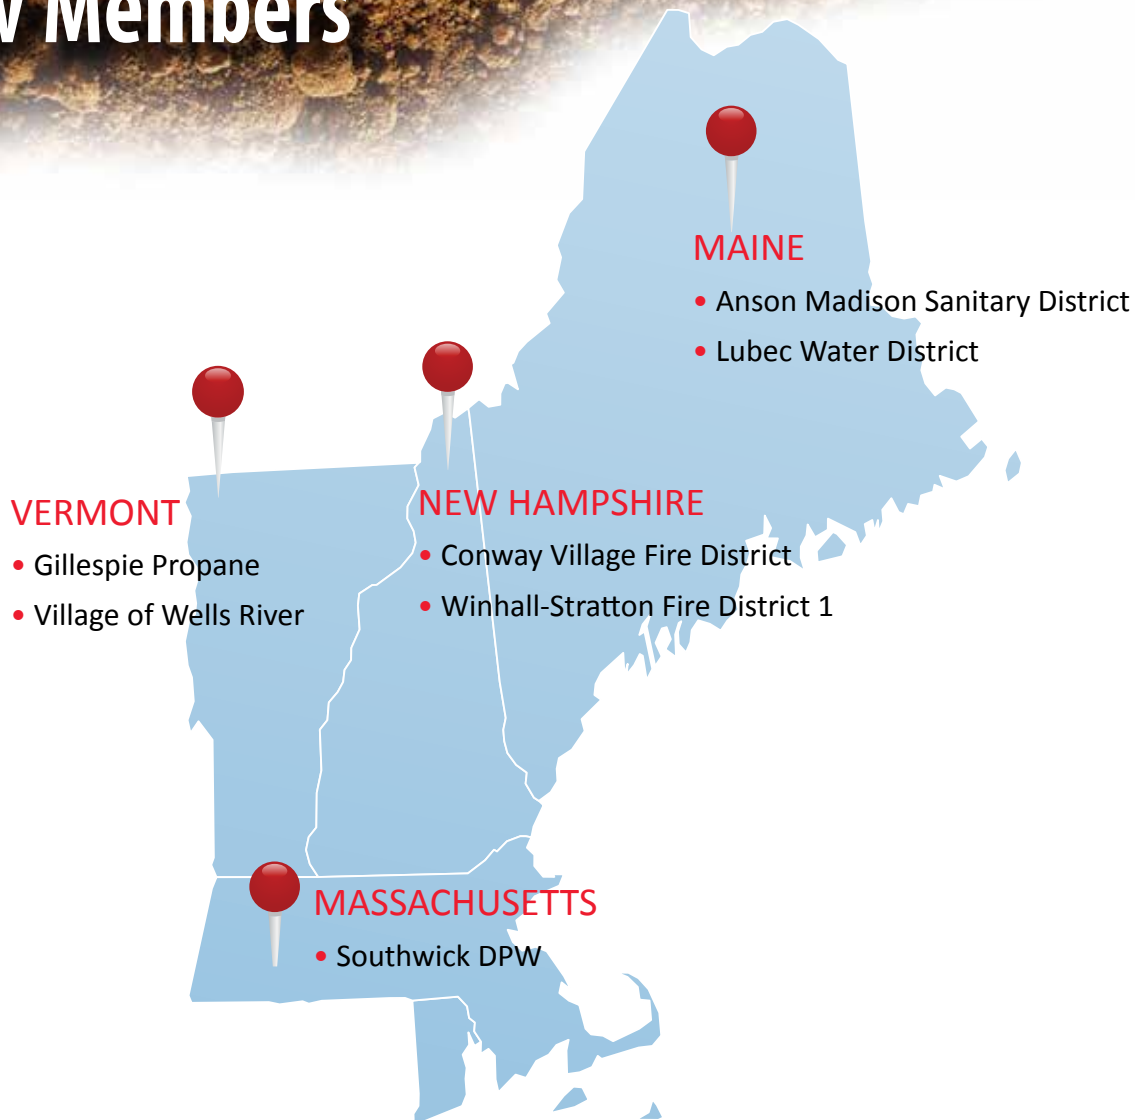 Members
MAINE
• Anson Madison Sanitary District
• Lubec Water District
VERMONT
• Gillespie Propane
• Village of Wells River
NEW HAMPSHIRE
• Conway Village Fire District
• Winhall-Stratton Fire District 1
MASSACHUSETTS
• Southwick DPW